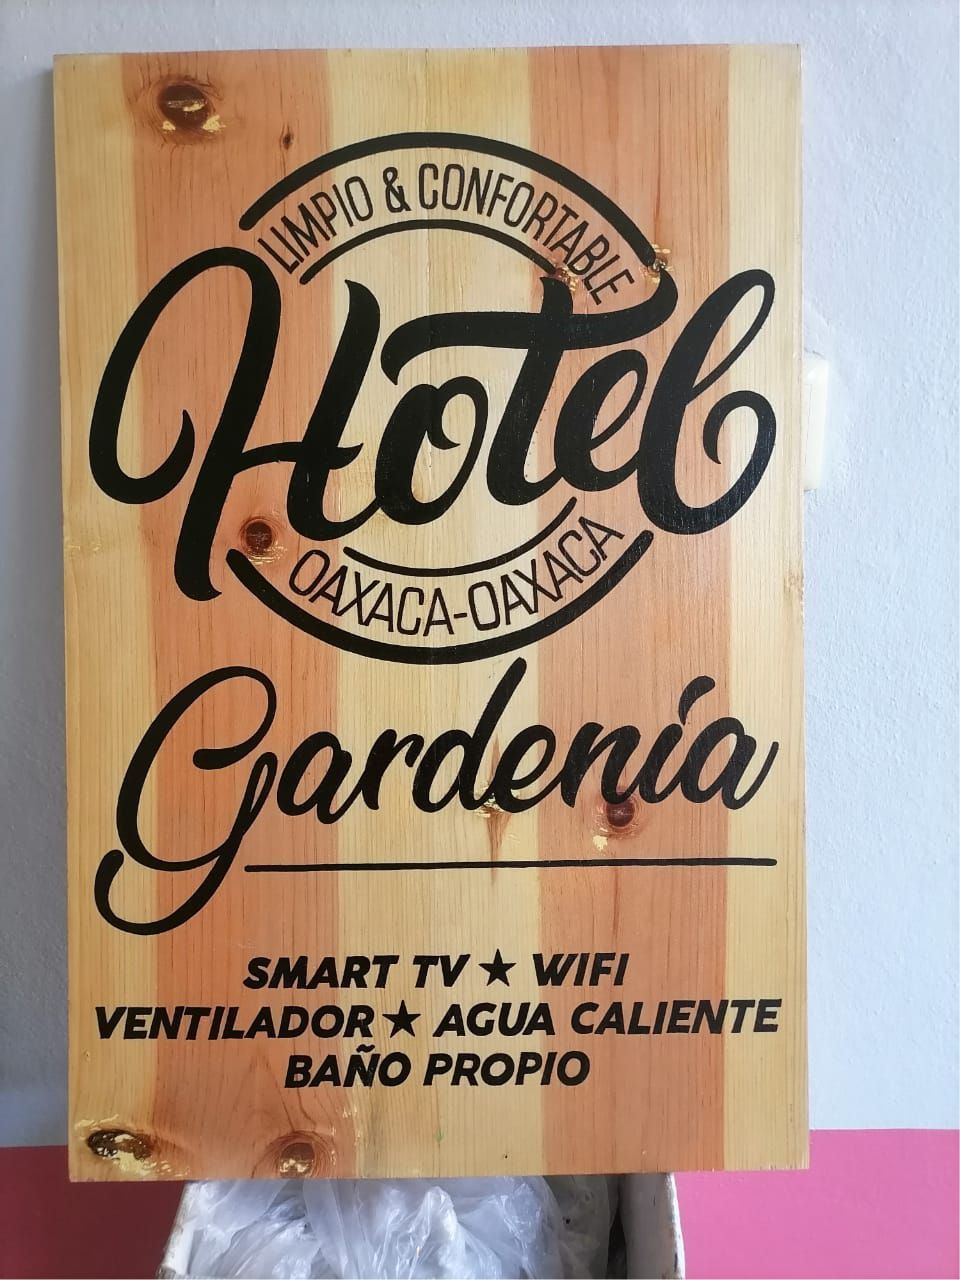 LIMPIO & CONFORTABLE
Hotel
OAXACA-OAXACA
Gardenia
SMART TV ★ WIFI
VENTILADOR ★ AGUA CALIENTE
BAÑO PROPIO